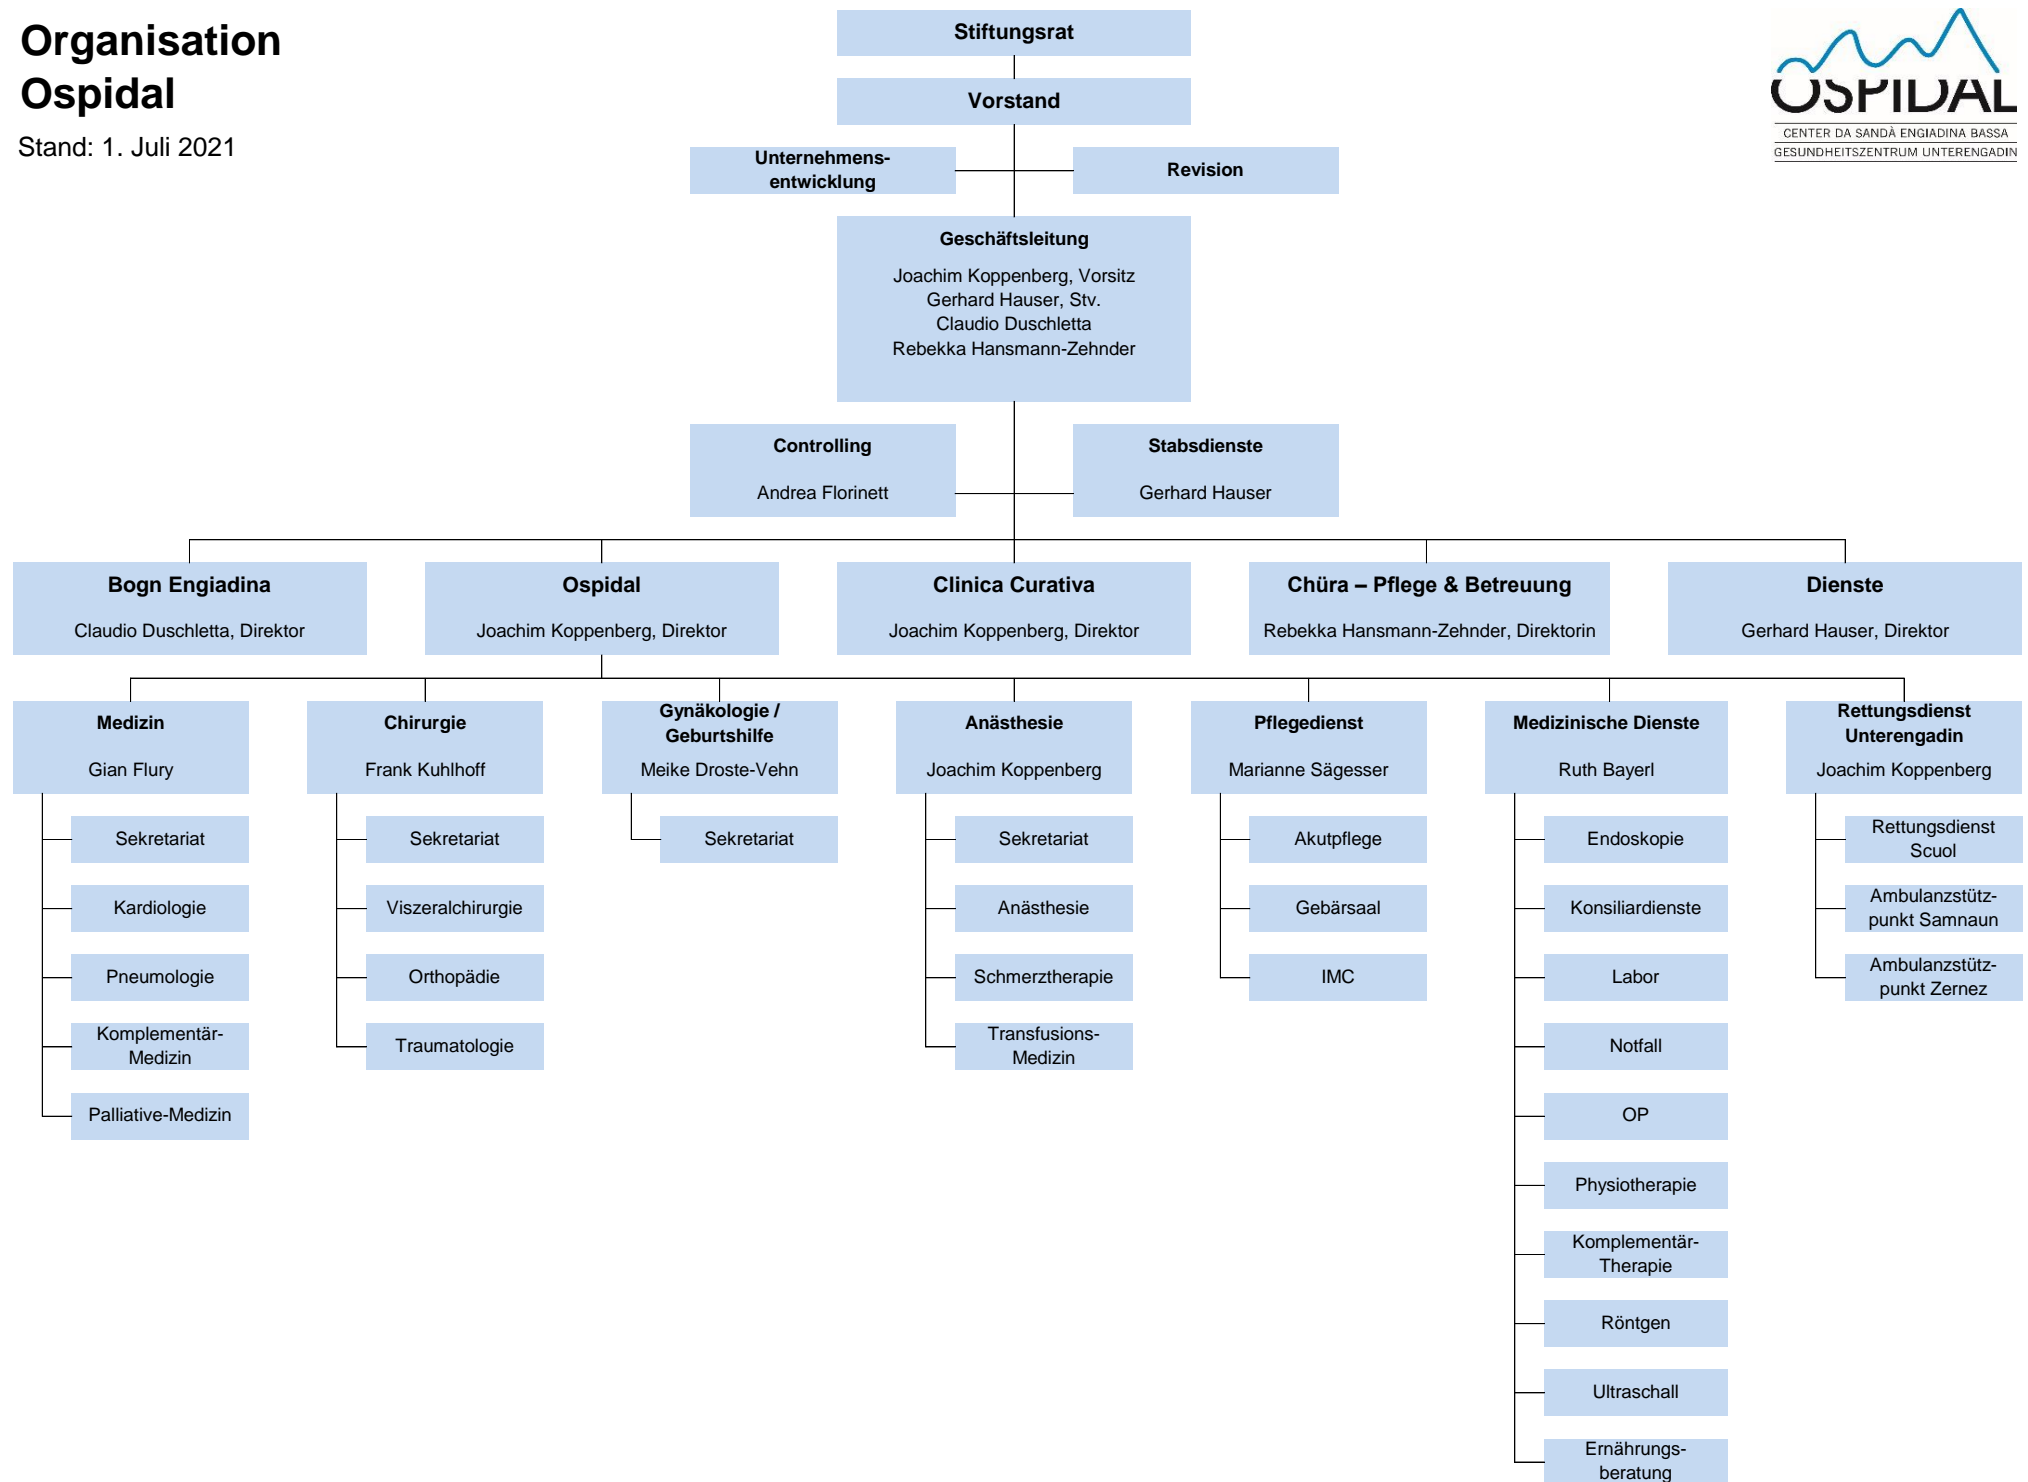 Organisation
Ospidal
Stand: 1. Juli 2021
OSPIDAL
CENTER DA SANDÀ ENGIADINA BASSA
GESUNDHEITSZENTRUM UNTERENGADIN
Stiftungsrat
Vorstand
Unternehmens-
entwicklung
Revision
Geschäftsleitung
Joachim Koppenberg, Vorsitz
Gerhard Hauser, Stv.
Claudio Duschletta
Rebekka Hansmann-Zehnder
Controlling
Andrea Florinett
Stabsdienste
Gerhard Hauser
Bogn Engiadina
Claudio Duschletta, Direktor
Ospidal
Joachim Koppenberg, Direktor
Clinica Curativa
Joachim Koppenberg, Direktor
Chüra – Pflege & Betreuung
Rebekka Hansmann-Zehnder, Direktorin
Dienste
Gerhard Hauser, Direktor
Medizin
Gian Flury
Sekretariat
Kardiologie
Pneumologie
Komplementär-
Medizin
Palliative-Medizin
Chirurgie
Frank Kuhlhoff
Sekretariat
Viszeralchirurgie
Orthopädie
Traumatologie
Gynäkologie /
Geburtshilfe
Meike Droste-Vehn
Sekretariat
Anästhesie
Joachim Koppenberg
Sekretariat
Anästhesie
Schmerztherapie
Transfusions-
Medizin
Pflegedienst
Marianne Sägesser
Akutpflege
Gebärsaal
IMC
Medizinische Dienste
Ruth Bayerl
Endoskopie
Konsiliardienste
Labor
Notfall
OP
Physiotherapie
Komplementär-
Therapie
Röntgen
Ultraschall
Ernährungs-
beratung
Rettungsdienst
Unterengadin
Joachim Koppenberg
Rettungsdienst
Scuol
Ambulanzstütz-
punkt Samnaun
Ambulanzstütz-
punkt Zernez